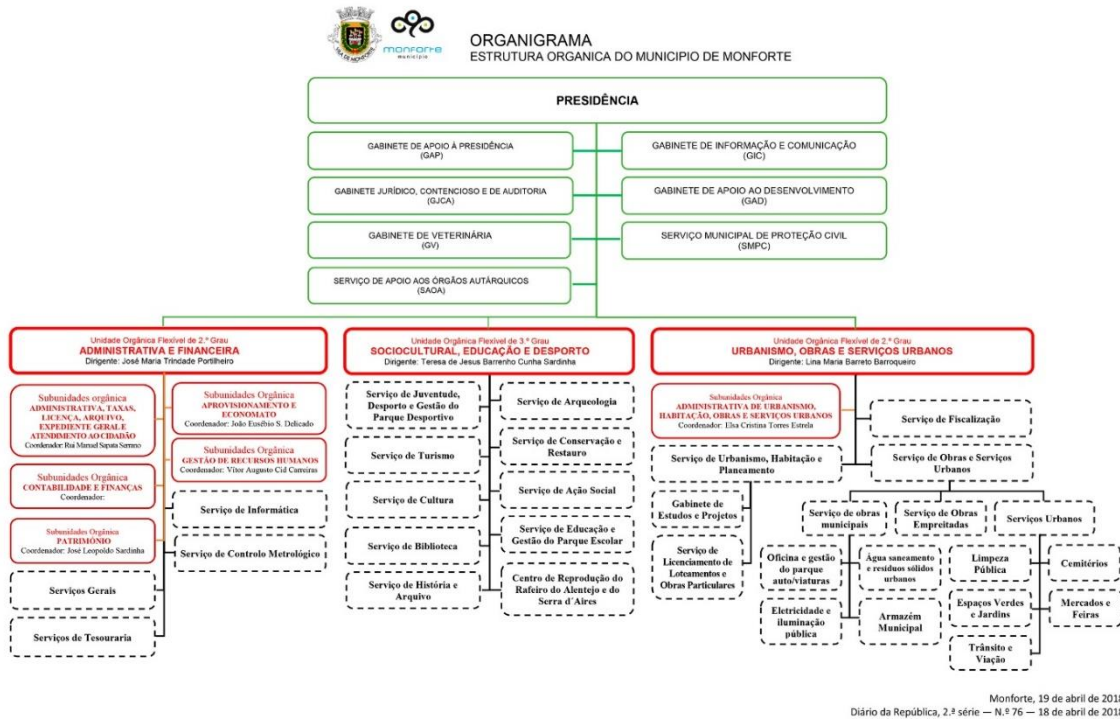 VILA DE MONFORTE
monforte
município
ORGANIGRAMA
ESTRUTURA ORGANICA DO MUNICIPIO DE MONFORTE
PRESIDÊNCIA
GABINETE DE APOIO À PRESIDÊNCIA
(GAP)
GABINETE DE INFORMAÇÃO E COMUNICAÇÃO
(GIC)
GABINETE JURÍDICO, CONTENCIOSO E DE AUDITORIA
(GJCA)
GABINETE DE APOIO AO DESENVOLVIMENTO
(GAD)
GABINETE DE VETERINÁRIA
(GV)
SERVIÇO MUNICIPAL DE PROTEÇÃO CIVIL
(SMPC)
SERVIÇO DE APOIO AOS ÓRGÃOS AUTÁRQUICOS
(SAOA)
Unidade Orgânica Flexível de 2.º Grau
ADMINISTRATIVA E FINANCEIRA
Dirigente: José Maria Trindade Portilheiro
Subunidades orgânica
ADMINISTRATIVA, TAXAS,
LICENÇA, ARQUIVO,
EXPEDIENTE GERAL E
ATENDIMENTO AO CIDADÃO
Coordenador: Rui Manuel Sapata Serrano
Subunidades Orgânica
APROVISIONAMENTO E
ECONOMATO
Coordenador: João Eusébio S. Delicado
Subunidades Orgânica
GESTÃO DE RECURSOS HUMANOS
Coordenador: Vítor Augusto Cid Carreiras
Subunidades Orgânica
CONTABILIDADE E FINANÇAS
Coordenador:
Serviço de Informática
Subunidades Orgânica
PATRIMÓNIO
Coordenador: José Leopoldo Sardinha
Serviço de Controlo Metrológico
Serviços Gerais
Serviços de Tesouraria
Unidade Orgânica Flexível de 3.º Grau
SOCIOCULTURAL, EDUCAÇÃO E DESPORTO
Dirigente: Teresa de Jesus Barrenho Cunha Sardinha
Serviço de Juventude,
Desporto e Gestão do
Parque Desportivo
Serviço de Arqueologia
Serviço de Turismo
Serviço de Conservação e
Restauro
Serviço de Cultura
Serviço de Ação Social
Serviço de Biblioteca
Serviço de Educação e
Gestão do Parque Escolar
Serviço de História e
Arquivo
Centro de Reprodução do
Rafeiro do Alentejo e do
Serra d´Aires
Unidade Orgânica Flexível de 2.º Grau
URBANISMO, OBRAS E SERVIÇOS URBANOS
Dirigente: Lina Maria Barreto Barroqueiro
Subunidades Orgânica
ADMINISTRATIVA DE URBANISMO,
HABITAÇÃO, OBRAS E SERVIÇOS URBANOS
Coordenador: Elsa Cristina Torres Estrela
Serviço de Fiscalização
Serviço de Urbanismo, Habitação e
Planeamento
Serviço de Obras e Serviços
Urbanos
Gabinete de
Estudos e Projetos
Serviço de
Licenciamento de
Loteamentos e
Obras Particulares
Serviço de obras
municipais
Serviço de Obras
Empreitadas
Serviços Urbanos
Oficina e gestão
do parque
auto/viaturas
Água saneamento
e resíduos sólidos
urbanos
Eletricidade e
iluminação
pública
Armazém
Municipal
Limpeza
Pública
Cemitérios
Espaços Verdes
e Jardins
Mercados e
Feiras
Trânsito e
Viação
Monforte, 19 de abril de 2018
Diário da República, 2.ª série — N.º 76 — 18 de abril de 2018